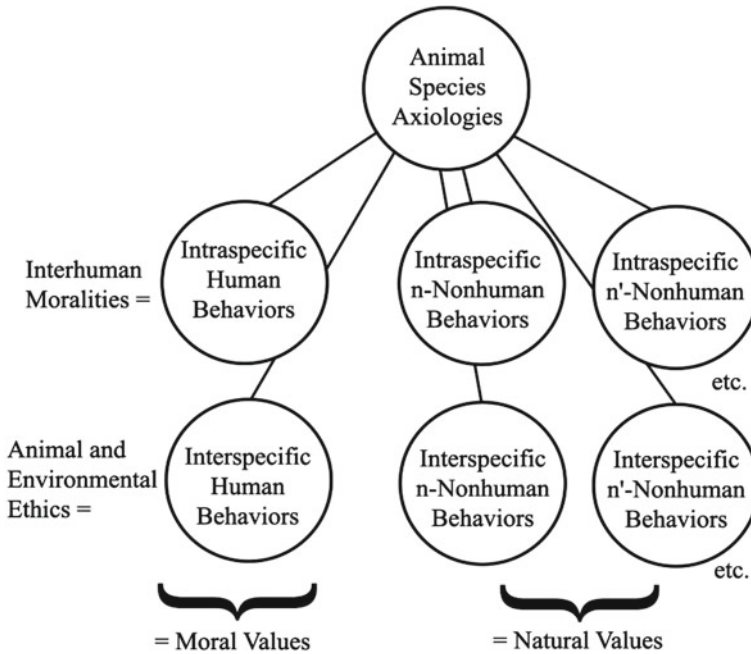 Animal
Species
Axiologies
Interhuman
Moralities =
Intraspecific
Human
Behaviors
Intraspecific
n-Nonhuman
Behaviors
Intraspecific
n'-Nonhuman
Behaviors
etc.
Animal and
Environmental
Ethics =
Interspecific
Human
Behaviors
Interspecific
n-Nonhuman
Behaviors
Interspecific
n'-Nonhuman
Behaviors
etc.
= Moral Values
= Natural Values